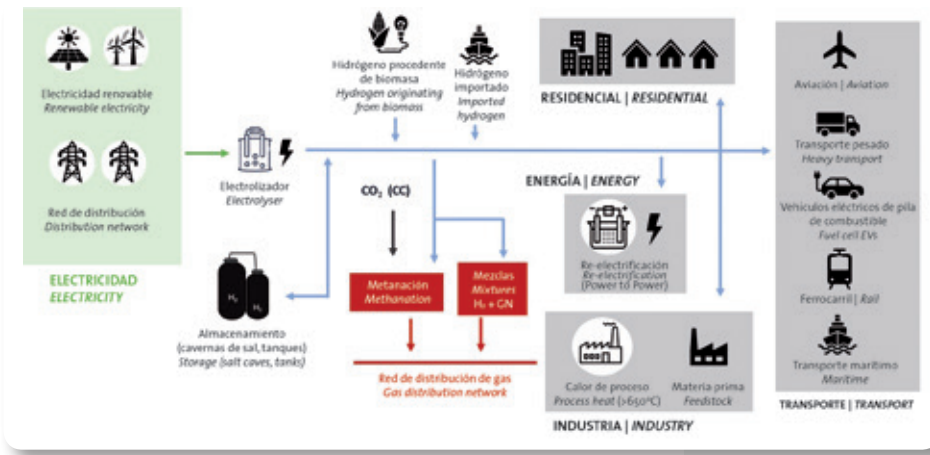 Electricidad renovable
Renewable electricity
Red de distribución
Distribution network
ELECTRICIDAD
ELECTRICITY
Electrolizador
Electrolyser
H₂
H₂
Almacenamiento
(cavernas de sal, tanques)
Storage (salt caves, tanks)
Hidrógeno procedente
de biomasa
Hydrogen originating
from biomass
Hidrógeno
importado
Imported
hydrogen
CO₂ (CC)
Metanación
Methanation
Mezclas
Mixtures
H₂ + GN
Red de distribución de gas
Gas distribution network
RESIDENCIAL | RESIDENTIAL
ENERGÍA | ENERGY
Re-electrificación
Re-electrification
(Power to Power)
Calor de proceso
Process heat (>650ºC)
Materia prima
Feedstock
INDUSTRIA | INDUSTRY
Aviación | Aviation
Transporte pesado
Heavy transport
Vehículos eléctricos de pila
de combustible
Fuel cell EVs
Ferrocarril | Rail
Transporte marítimo
Maritime
TRANSPORTE | TRANSPORT